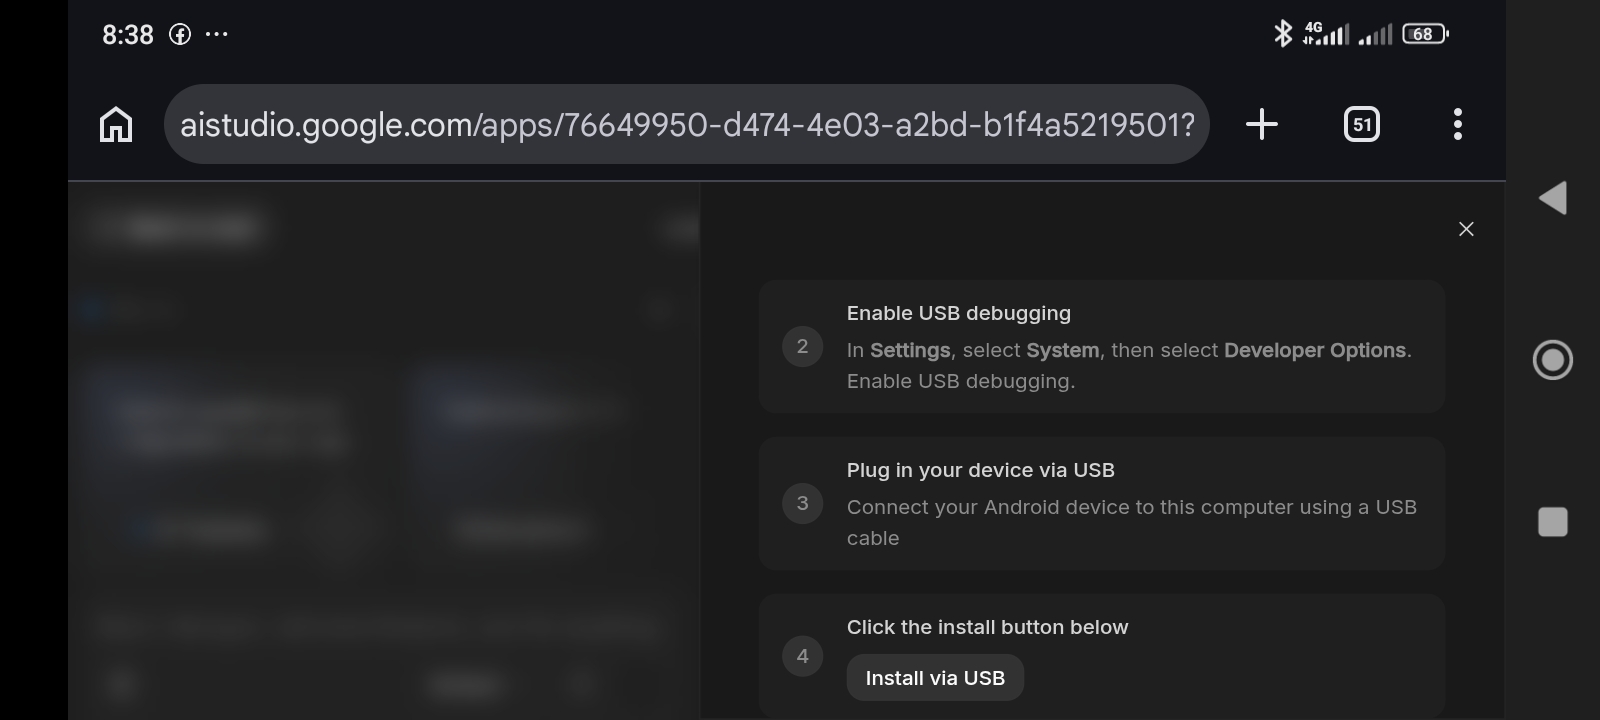 8:38
4G
68
aistudio.google.com/apps/76649950-d474-4e03-a2bd-b1f4a5219501?
51
2
Enable USB debugging
In Settings, select System, then select Developer Options.
Enable USB debugging.
3
Plug in your device via USB
Connect your Android device to this computer using a USB
cable
4
Click the install button below
Install via USB